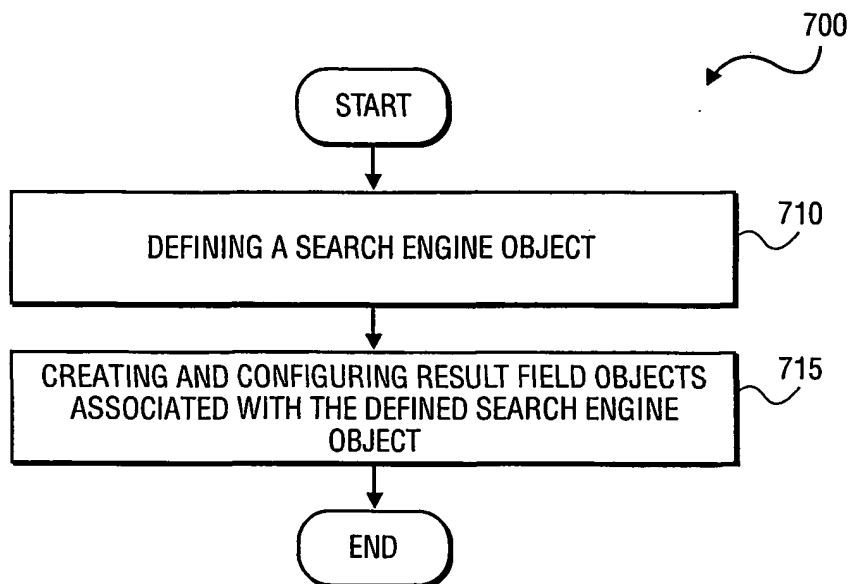 700
START
DEFINING A SEARCH ENGINE OBJECT
710
CREATING AND CONFIGURING RESULT FIELD OBJECTS
ASSOCIATED WITH THE DEFINED SEARCH ENGINE
OBJECT
715
END